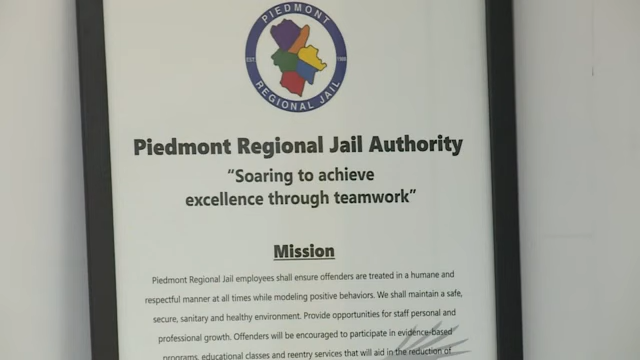 PIEDMONT
REGIONAL JAIL
Piedmont Regional Jail Authority
“Soaring to achieve
excellence through teamwork”
Mission
Piedmont Regional Jail employees shall ensure offenders are treated in a humane and
respectful manner at all times while modeling positive behaviors. We shall maintain a safe,
secure, sanitary and healthy environment. Provide opportunities for staff personal and
professional growth. Offenders will be encouraged to participate in evidence-based
programs, educational classes and reentry services that will aid in the reduction of